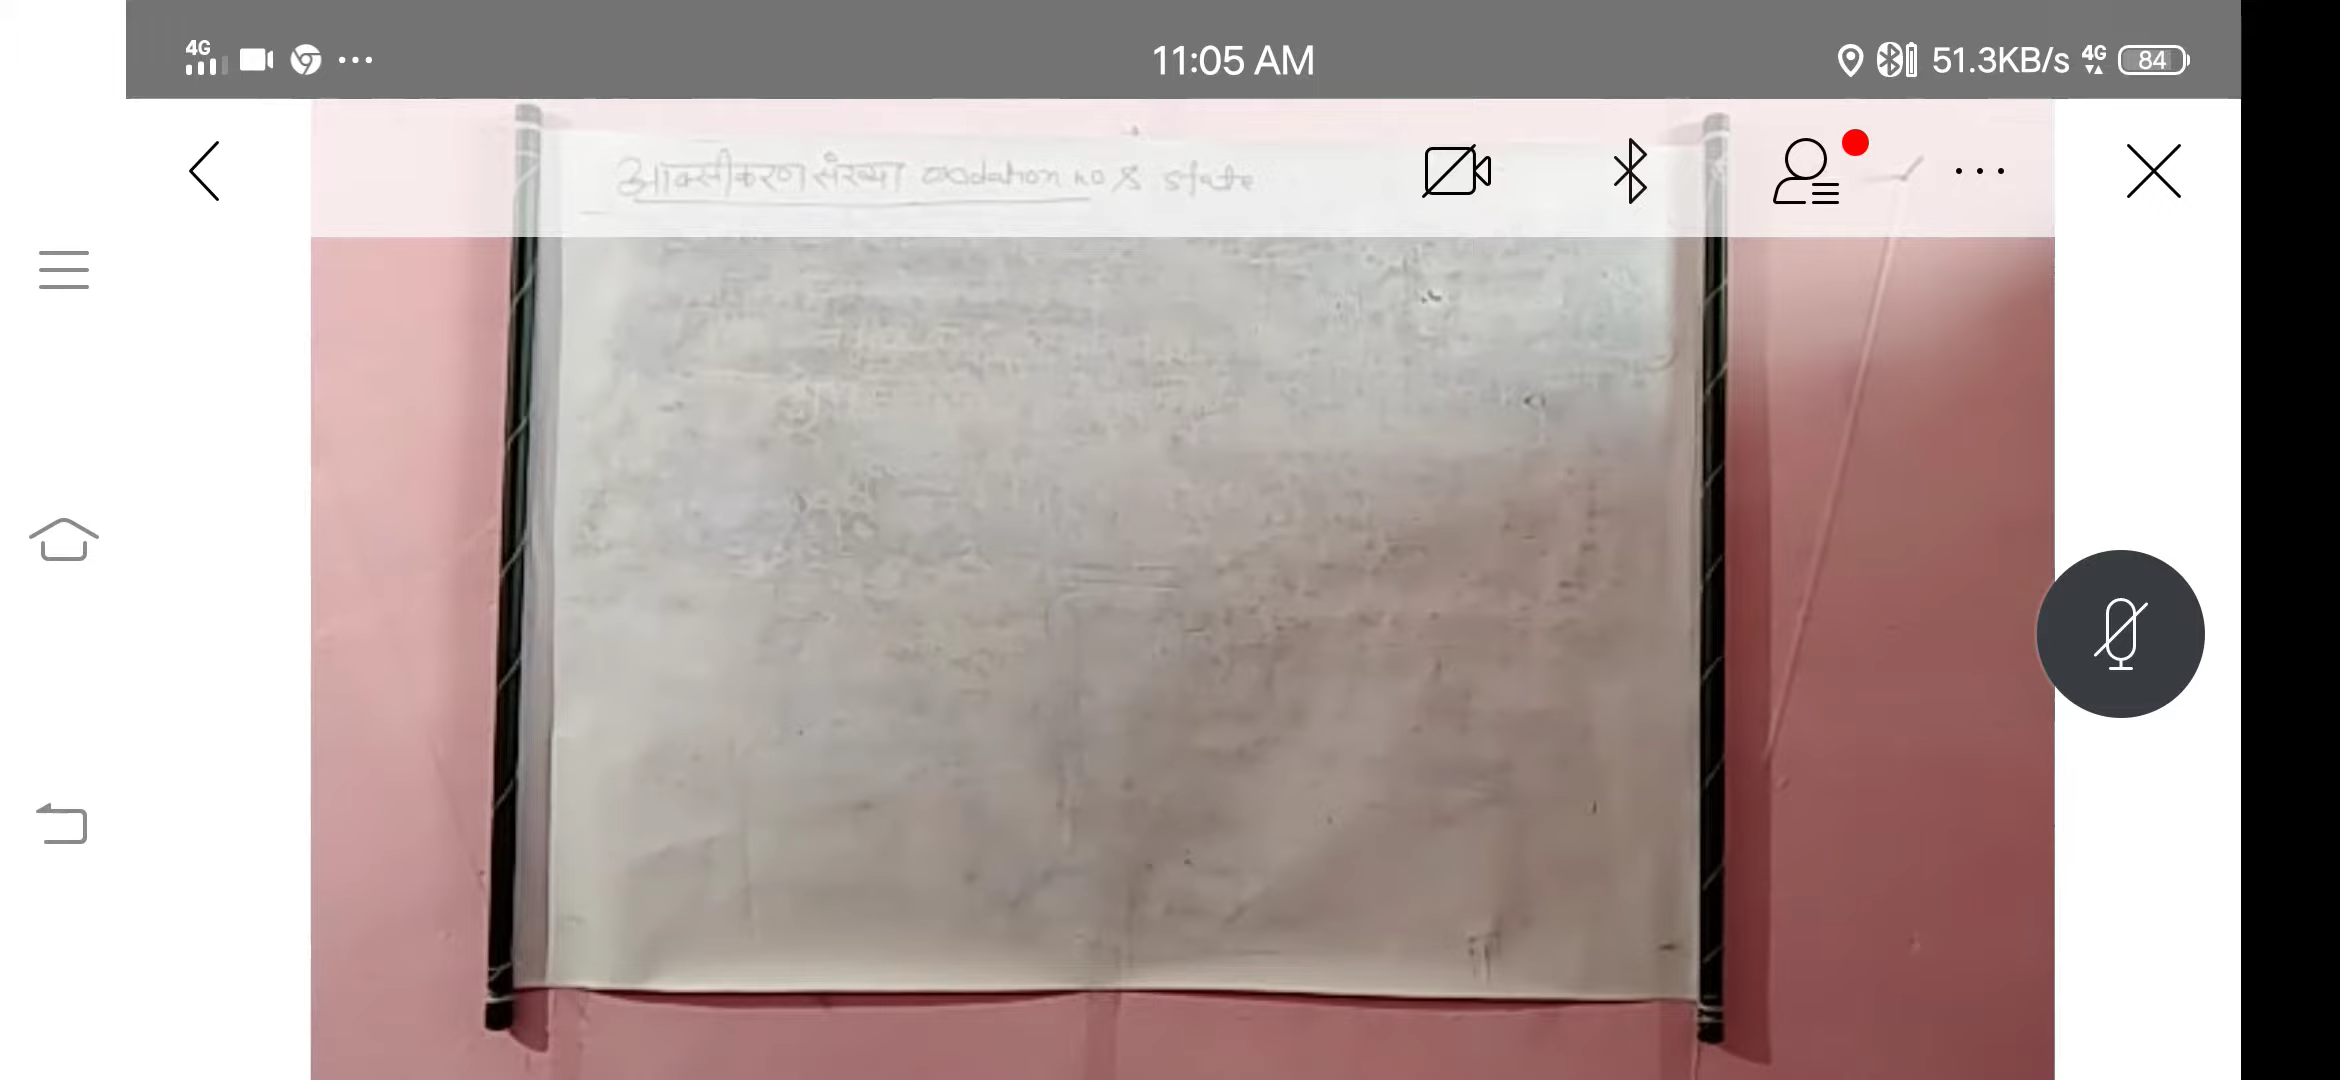 4G 11:05 AM 51.3KB/s 4G 84
आक्सीकरण संख्या oxidation no & state